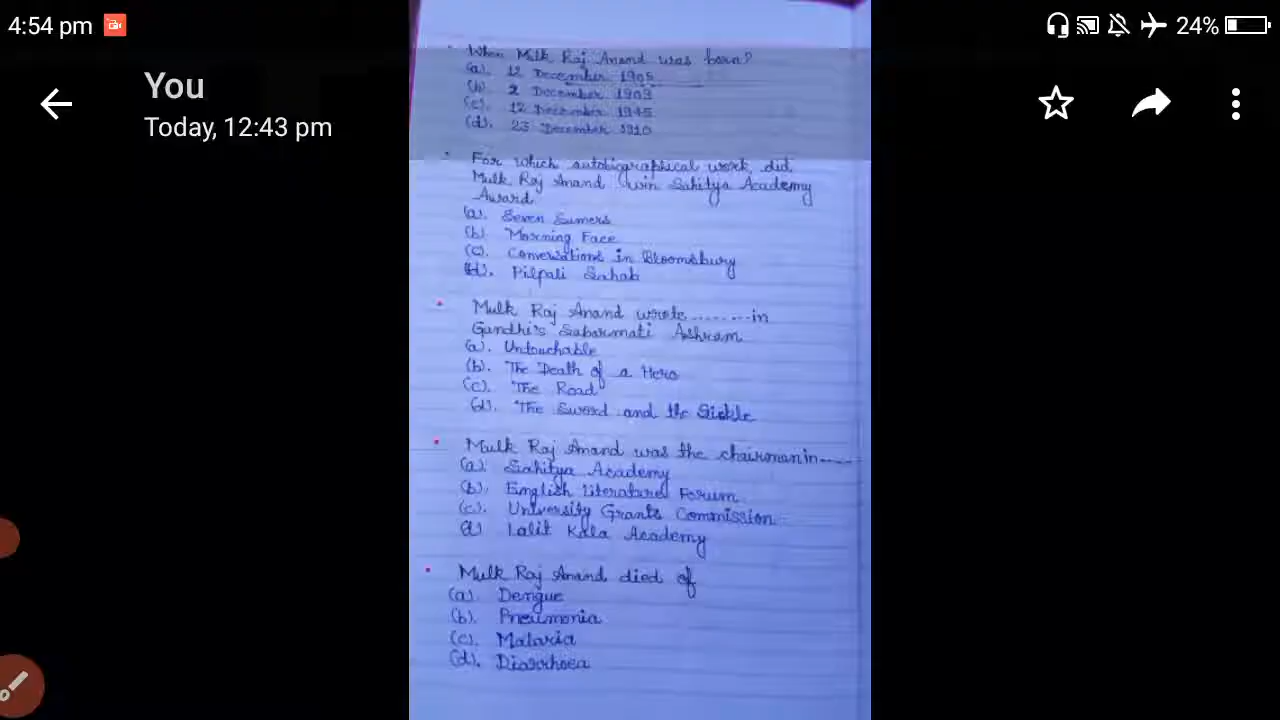 4:54 pm
24%
You
Today, 12:43 pm
When Mulk Raj Anand was born?
(a). 12 December 1905
(b). 2 December 1903
(c). 12 December 1945
(d). 23 December 1910
For which autobiographical work, did
Mulk Raj Anand win Sahitya Academy
Award
(a). Seven Sumers
(b). Morning Face
(c). Conversations in Bloomsbury
(d). Pilpali Sahab
Mulk Raj Anand wrote ........ in
Gandhi's Sabarmati Ashram
(a). Untouchable
(b). The Death of a Hero
(c). The Road
(d). The Sword and the Sickle
Mulk Raj Anand was the chairman in ......
(a). Sahitya Academy
(b). English Literature Forum
(c). University Grants Commission
(d) Lalit Kala Academy
Mulk Raj Anand died of
(a). Dengue
(b). Pneumonia
(c). Malaria
(d). Diarrhoea